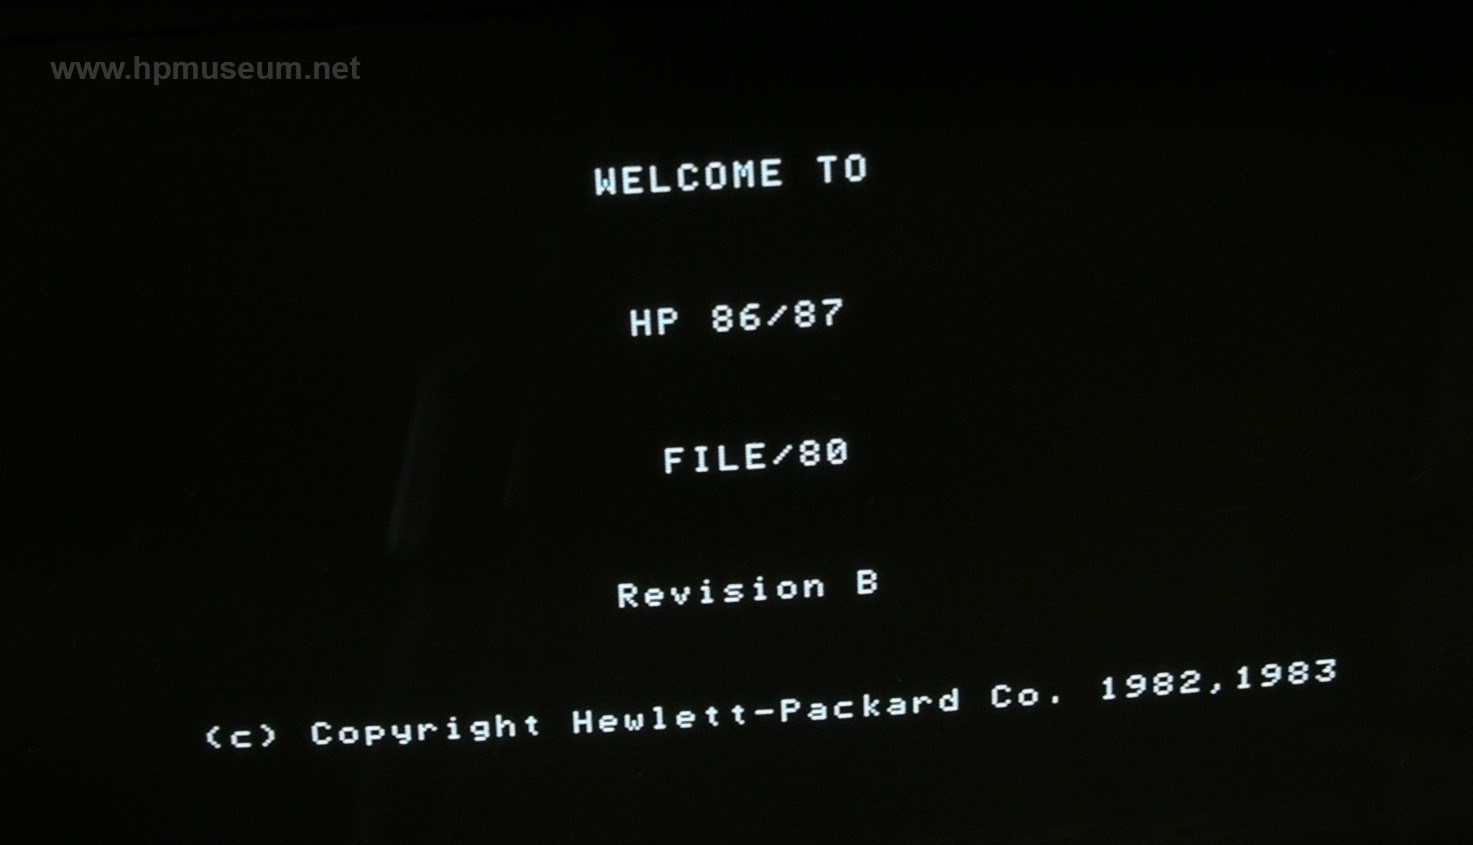 www.hpmuseum.net
WELCOME TO
HP 86/87
FILE/80
Revision B
(c) Copyright Hewlett-Packard Co. 1982,1983